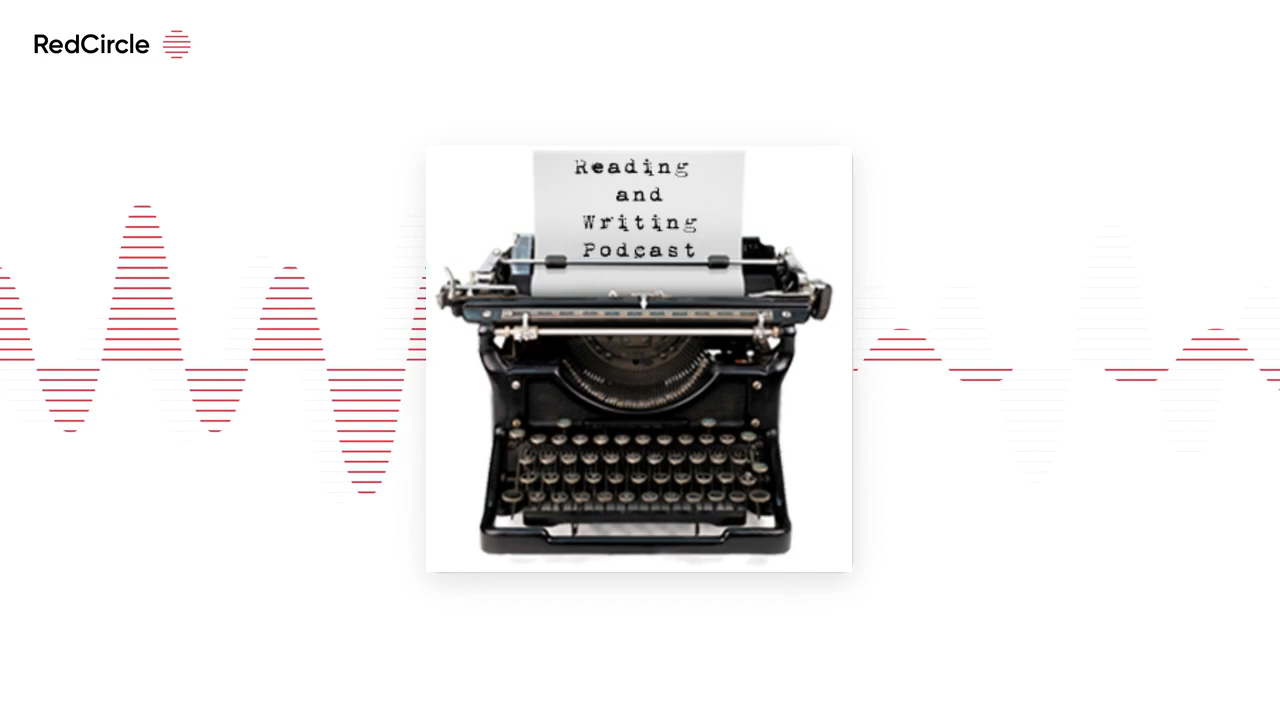 RedCircle
Reading
and
Writing
Podcast